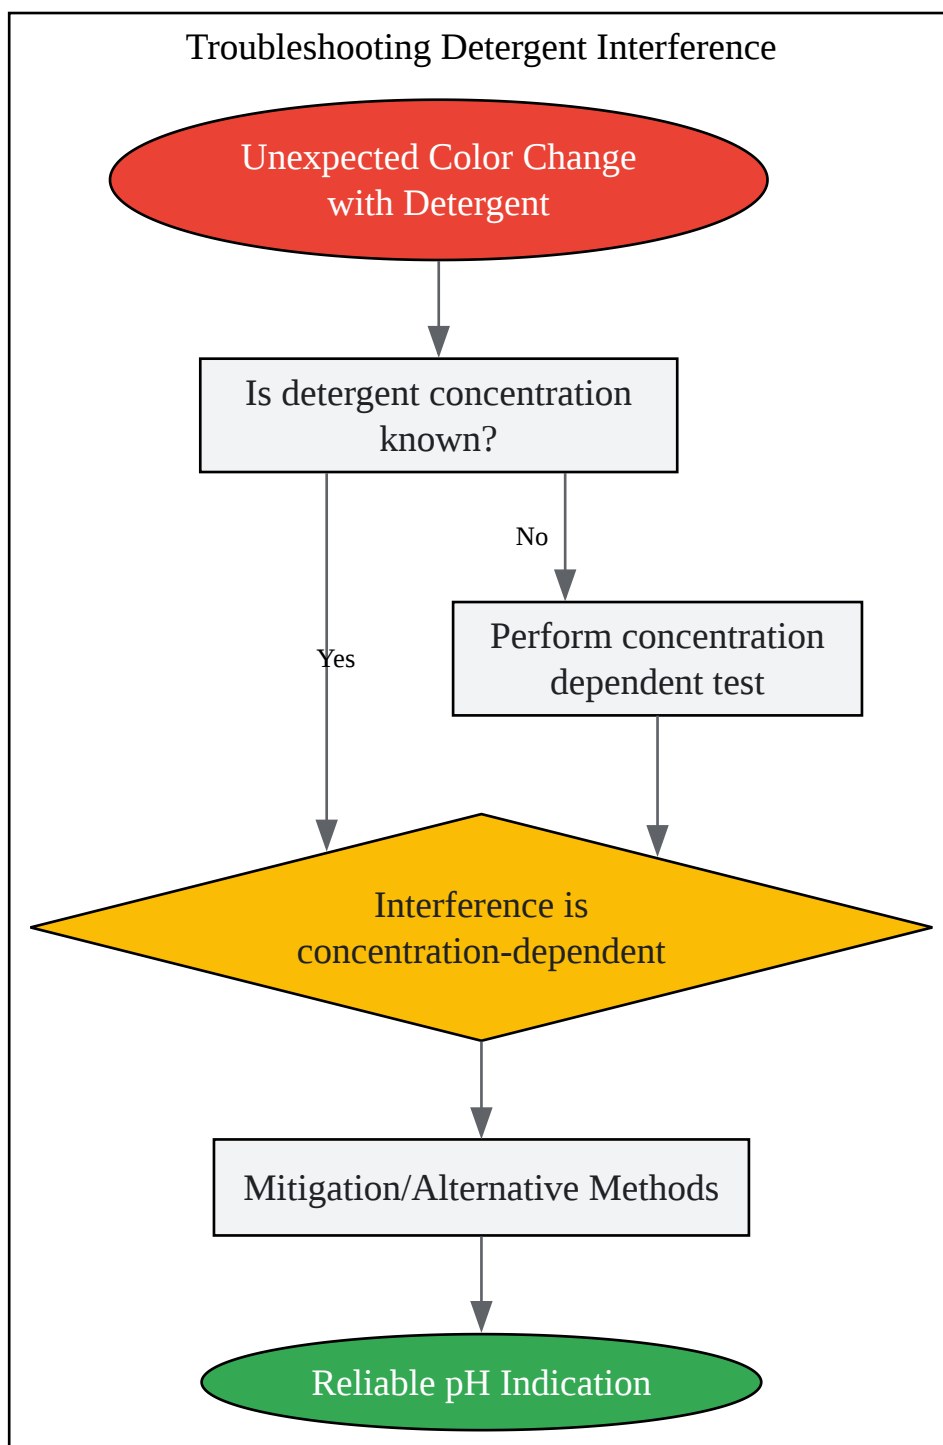 Troubleshooting Detergent Interference
Unexpected Color Change
with Detergent
Is detergent concentration
known?
No
Yes
Perform concentration
dependent test
Interference is
concentration-dependent
Mitigation/Alternative Methods
Reliable pH Indication